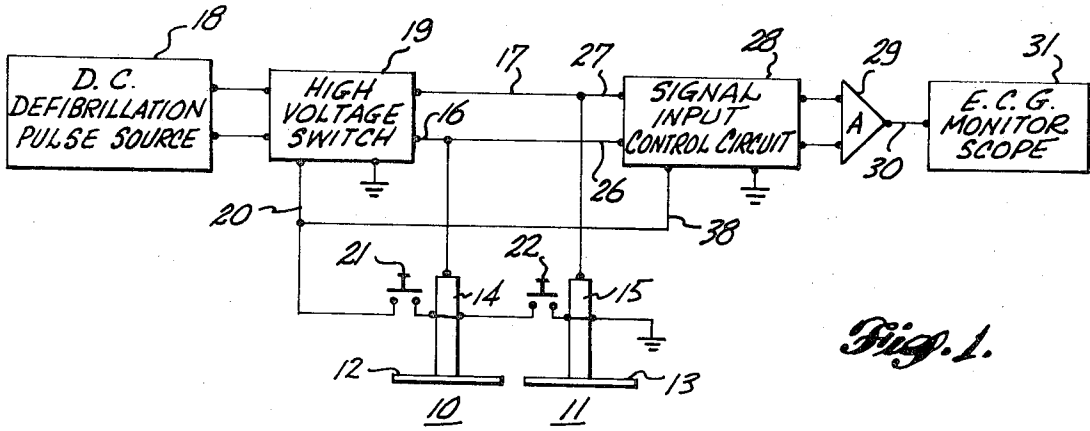 18
19
17
27
28
29
31
D. C.
DEFIBRILLATION
PULSE SOURCE
HIGH
VOLTAGE
SWITCH
16
SIGNAL
INPUT
CONTROL CIRCUIT
A
E. C. G.
MONITOR
SCOPE
30
26
20
38
21
22
14
15
12
13
10
11
Fig. 1.